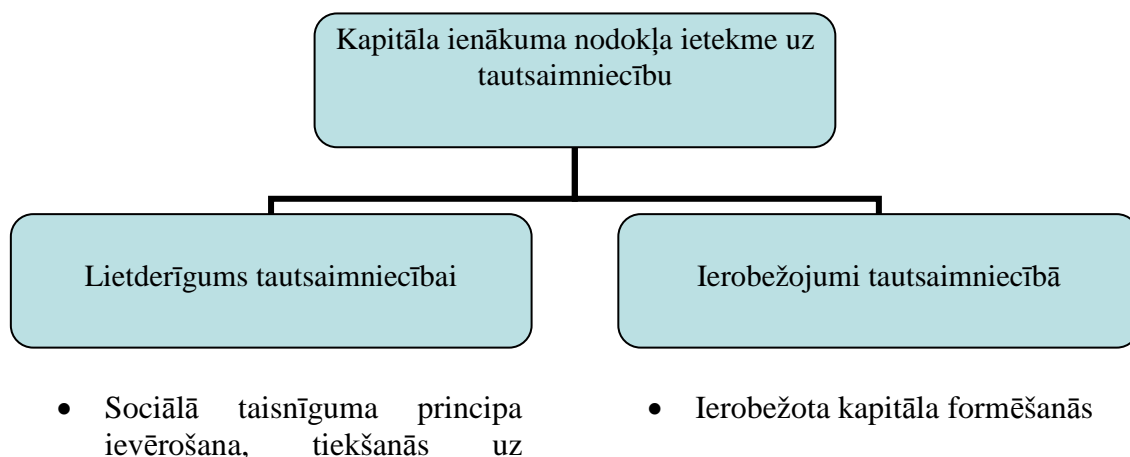 Kapitāla ienākuma nodokļa ietekme uz
tautsaimniecību
Lietderīgums tautsaimniecībai
Ierobežojumi tautsaimniecībā
• Sociālā taisnīguma principa
ievērošana, tiekšanās uz
• Ierobežota kapitāla formēšanās